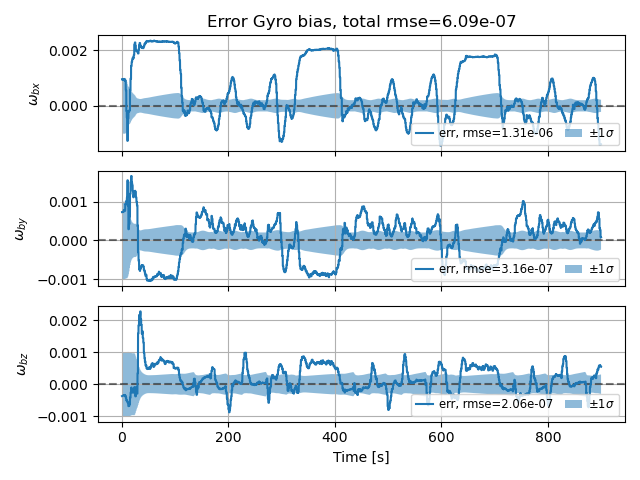 Error Gyro bias, total rmse=6.09e-07
0.002
0.000
ω_bx
err, rmse=1.31e-06 ±1σ
0.001
0.000
−0.001
ω_by
err, rmse=3.16e-07 ±1σ
0.002
0.001
0.000
−0.001
ω_bz
err, rmse=2.06e-07 ±1σ
0 200 400 600 800
Time [s]